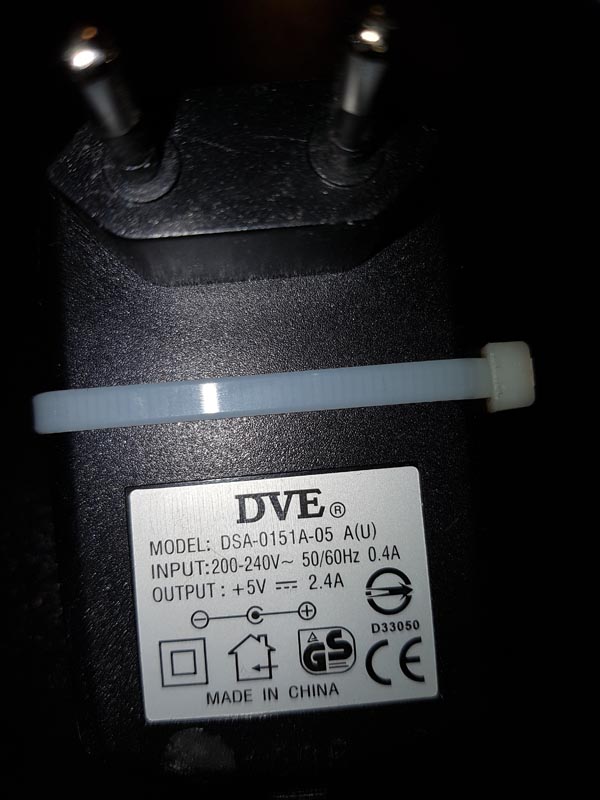 DVE ®
MODEL: DSA-0151A-05 A(U)
INPUT:200-240V~ 50/60Hz 0.4A
OUTPUT : +5V ⎓ 2.4A
D33050
GS
CE
MADE IN CHINA